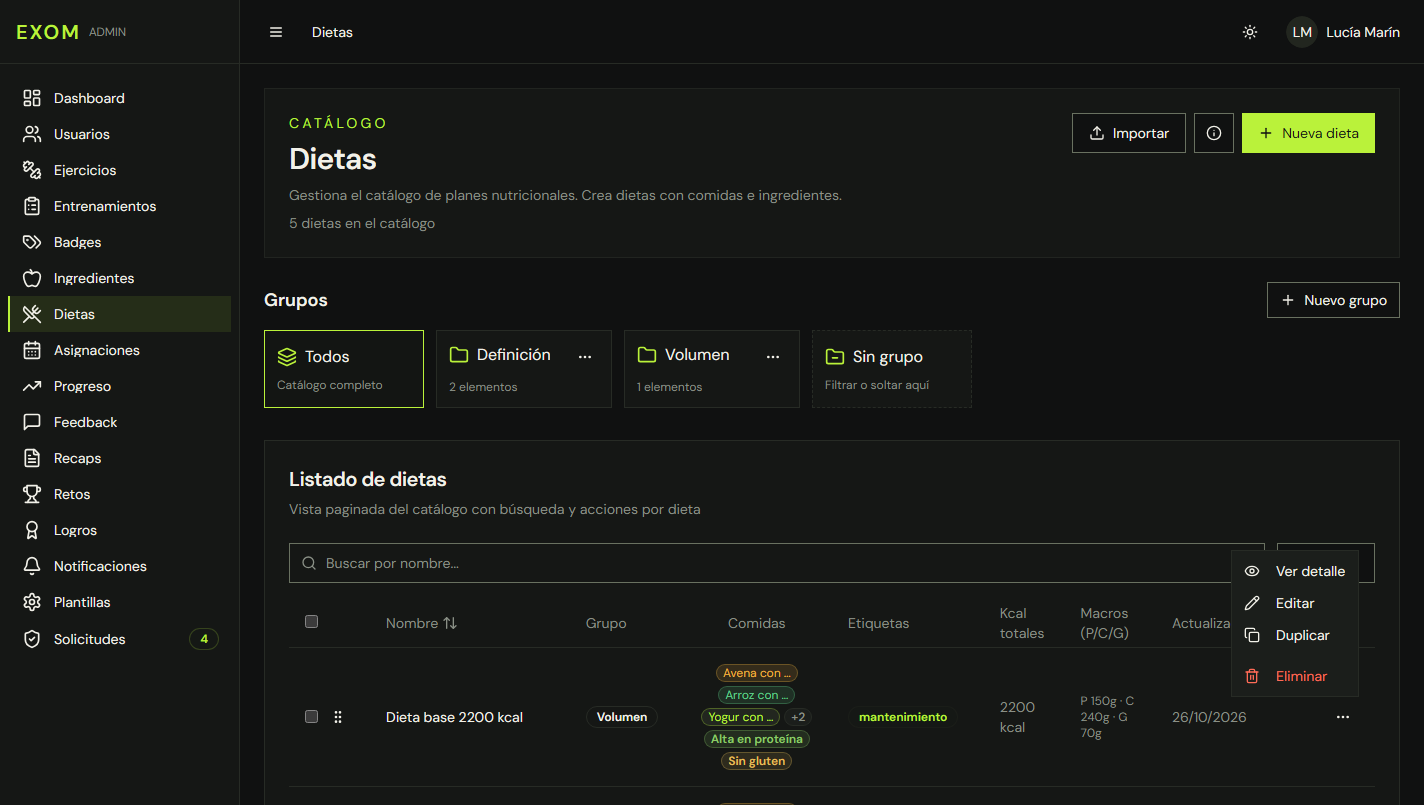 EXOM ADMIN
Dietas
LM Lucía Marín
Dashboard
Usuarios
Ejercicios
Entrenamientos
Badges
Ingredientes
Dietas
Asignaciones
Progreso
Feedback
Recaps
Retos
Logros
Notificaciones
Plantillas
Solicitudes 4
CATÁLOGO
Dietas
Gestiona el catálogo de planes nutricionales. Crea dietas con comidas e ingredientes.
5 dietas en el catálogo
Importar
Nueva dieta
Grupos
Nuevo grupo
Todos
Catálogo completo
Definición
2 elementos
Volumen
1 elementos
Sin grupo
Filtrar o soltar aquí
Listado de dietas
Vista paginada del catálogo con búsqueda y acciones por dieta
Buscar por nombre...
Ver detalle
Editar
Duplicar
Eliminar
Nombre
Grupo
Comidas
Etiquetas
Kcal
totales
Macros
(P/C/G)
Actualiza
Dieta base 2200 kcal
Volumen
Avena con ...
Arroz con ...
Yogur con ... +2
Alta en proteína
Sin gluten
mantenimiento
2200
kcal
P 150g · C
240g · G
70g
26/10/2026